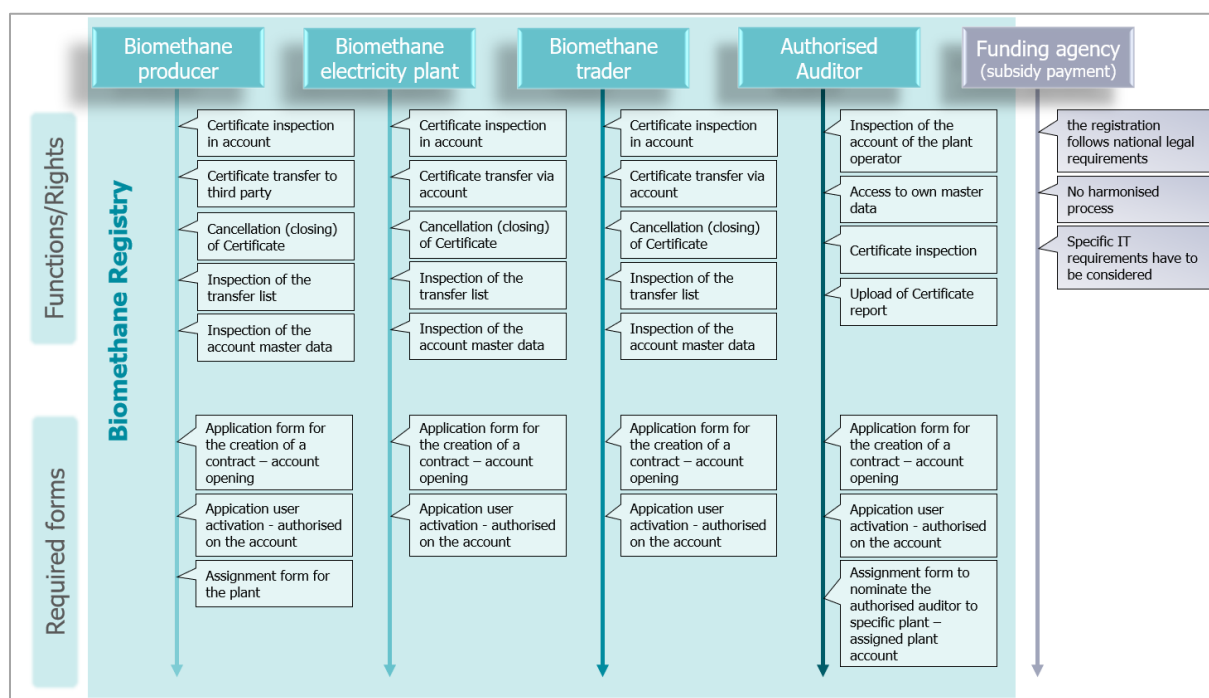 Biomethane
producer
Biomethane
electricity plant
Biomethane
trader
Authorised
Auditor
Funding agency
(subsidy payment)
Functions/Rights
Biomethane Registry
Certificate inspection
in account
Certificate transfer to
third party
Cancellation (closing)
of Certificate
Inspection of the
transfer list
Inspection of the
account master data
Certificate inspection
in account
Certificate transfer via
account
Cancellation (closing)
of Certificate
Inspection of the
transfer list
Inspection of the
account master data
Certificate inspection
in account
Certificate transfer via
account
Cancellation (closing)
of Certificate
Inspection of the
transfer list
Inspection of the
account master data
Inspection of the
account of the plant
operator
Access to own master
data
Certificate inspection
Upload of Certificate
report
the registration
follows national legal
requirements
No harmonised
process
Specific IT
requirements have to
be considered
Required forms
Application form for
the creation of a
contract – account
opening
Appication user
activation - authorised
on the account
Assignment form for
the plant
Application form for
the creation of a
contract – account
opening
Appication user
activation - authorised
on the account
Application form for
the creation of a
contract – account
opening
Appication user
activation - authorised
on the account
Application form for
the creation of a
contract – account
opening
Appication user
activation - authorised
on the account
Assignment form to
nominate the
authorised auditor to
specific plant –
assigned plant
account